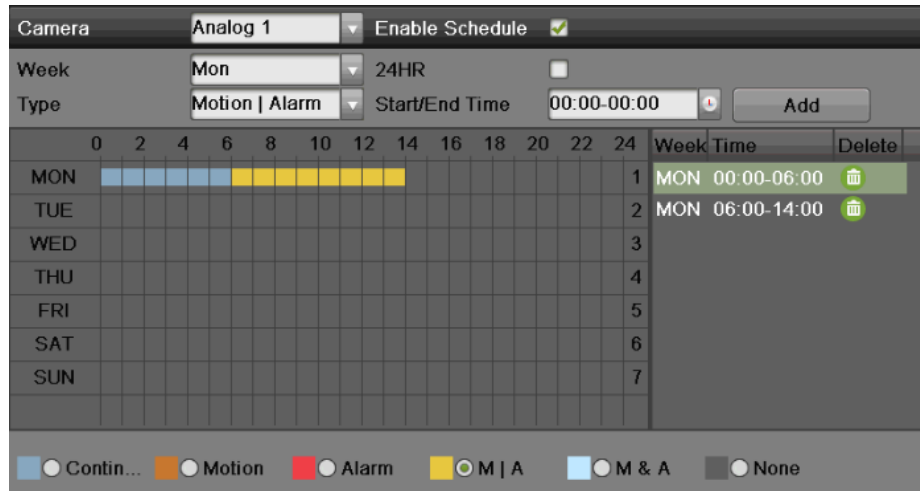 Camera Analog 1 Enable Schedule
Week Mon 24HR
Type Motion | Alarm Start/End Time 00:00-00:00 Add
0 2 4 6 8 10 12 14 16 18 20 22 24 Week Time Delete
MON 1 MON 00:00-06:00
TUE 2 MON 06:00-14:00
WED 3
THU 4
FRI 5
SAT 6
SUN 7
Contin... Motion Alarm M | A M & A None